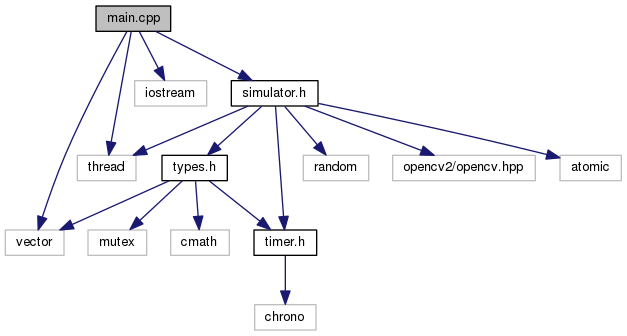 main.cpp
iostream
simulator.h
thread
types.h
random
opencv2/opencv.hpp
atomic
vector
mutex
cmath
timer.h
chrono